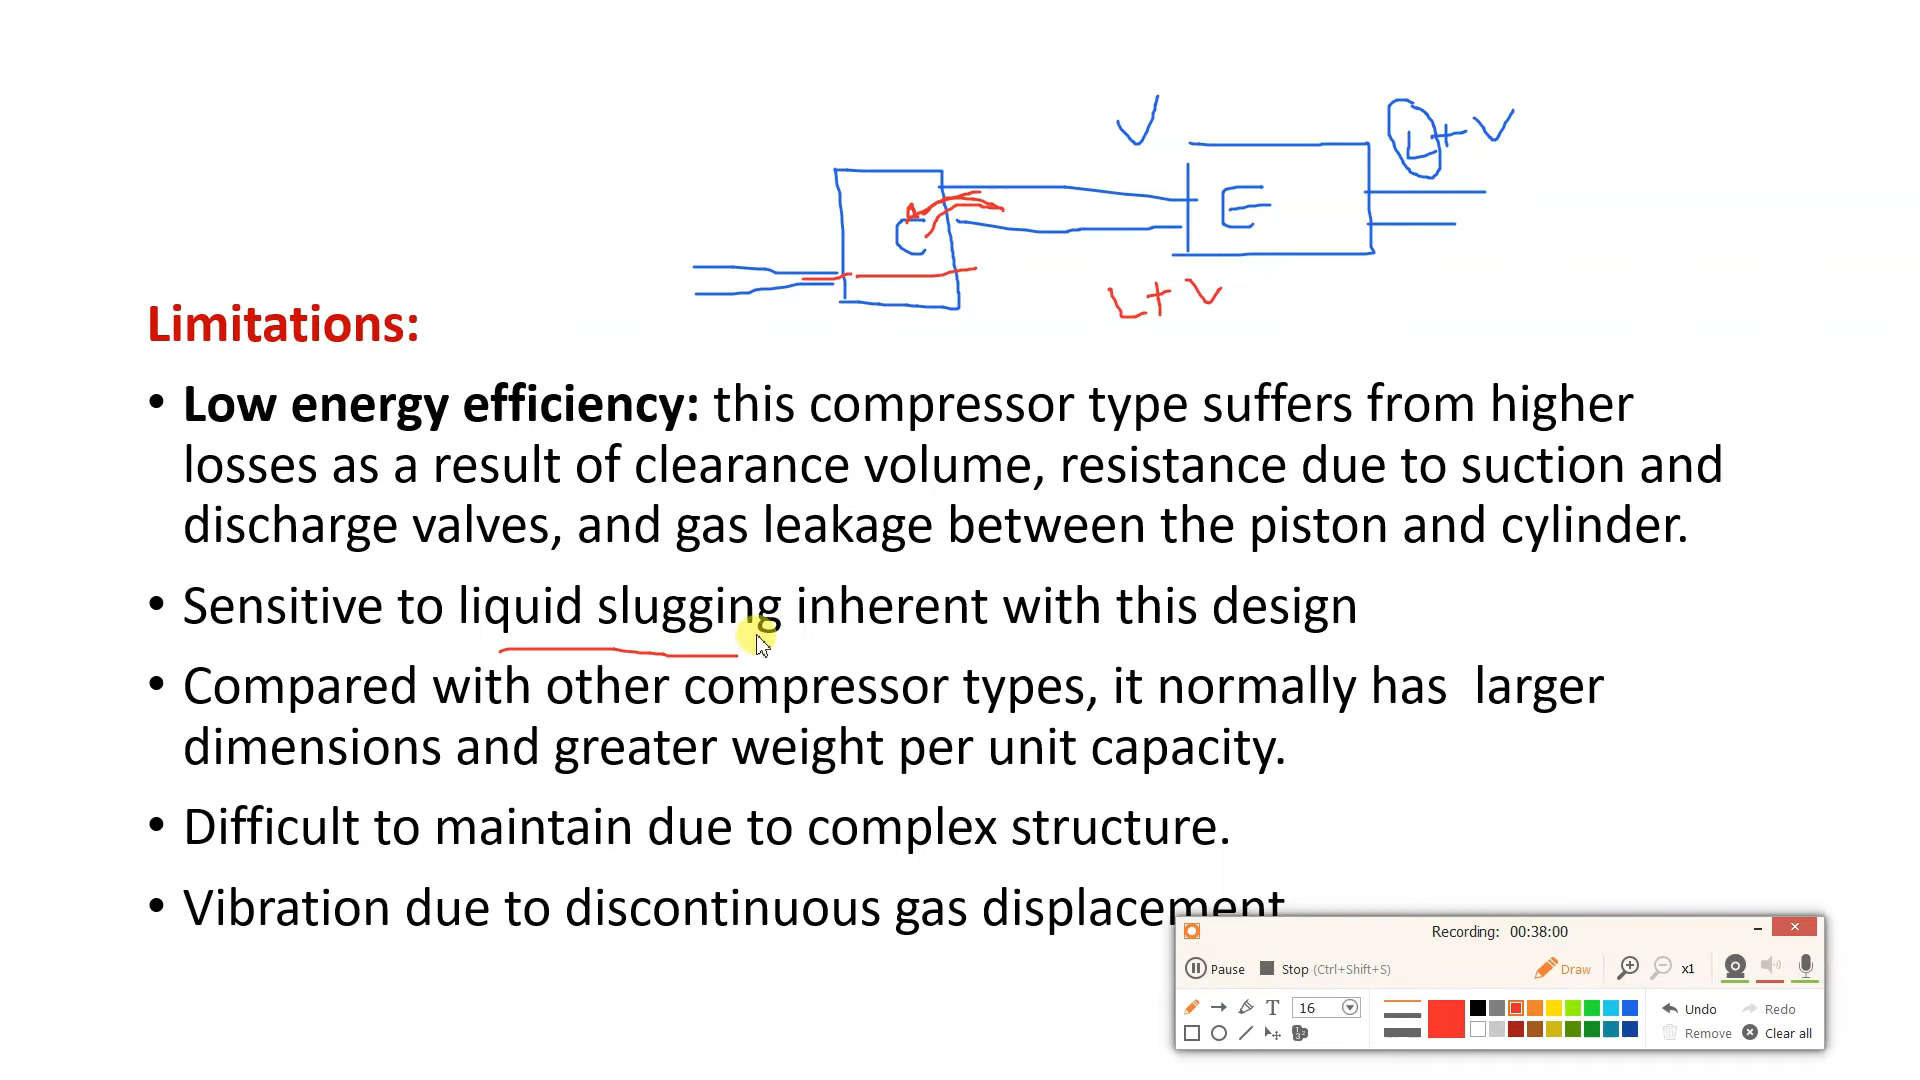 V
L + V
C
E
L + V
Limitations:
• Low energy efficiency: this compressor type suffers from higher
losses as a result of clearance volume, resistance due to suction and
discharge valves, and gas leakage between the piston and cylinder.
• Sensitive to liquid slugging inherent with this design
• Compared with other compressor types, it normally has larger
dimensions and greater weight per unit capacity.
• Difficult to maintain due to complex structure.
• Vibration due to discontinuous gas displacement
Recording: 00:38:00
Pause Stop (Ctrl+Shift+S) Draw x1
T 16 Undo Redo
Remove Clear all